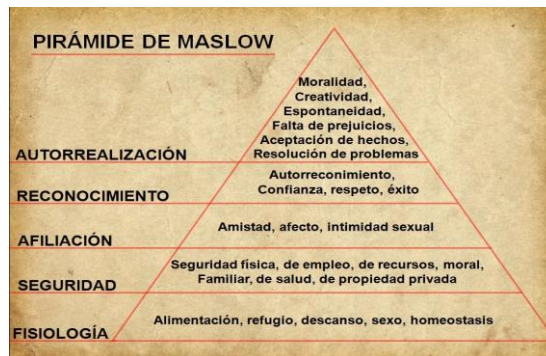 PIRÁMIDE DE MASLOW
Moralidad,
Creatividad,
Espontaneidad,
Falta de prejuicios,
Aceptación de hechos,
Resolución de problemas
AUTORREALIZACIÓN
Autorreconimiento,
Confianza, respeto, éxito
RECONOCIMIENTO
Amistad, afecto, intimidad sexual
AFILIACIÓN
Seguridad física, de empleo, de recursos, moral,
Familiar, de salud, de propiedad privada
SEGURIDAD
Alimentación, refugio, descanso, sexo, homeostasis
FISIOLOGÍA